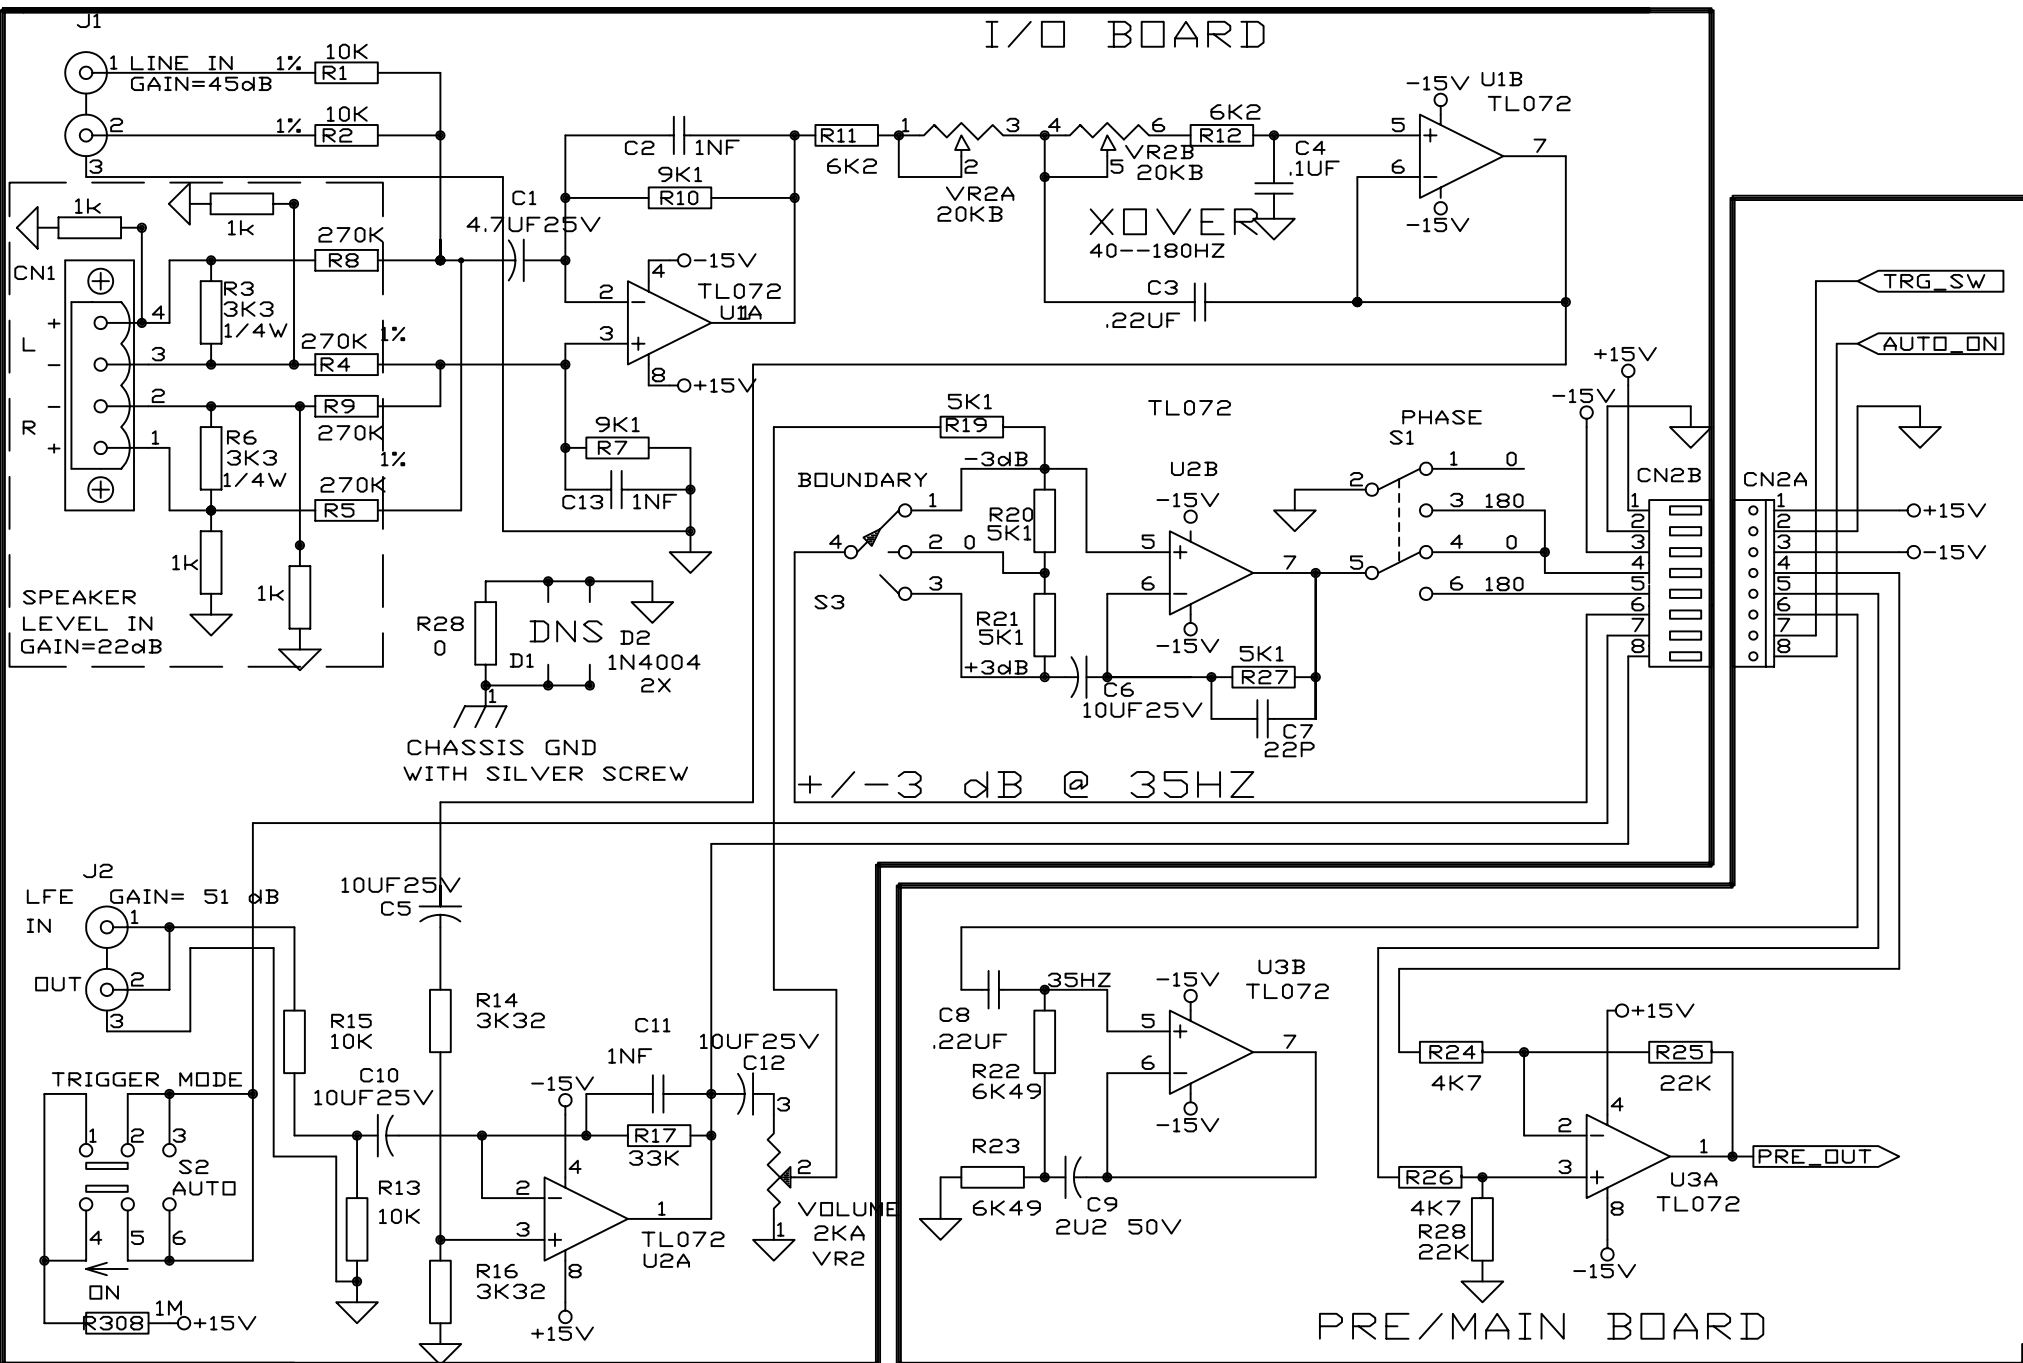 J1
I/O BOARD
1 LINE IN 1% 10K R1
GAIN=45dB
2 1% 10K R2
3
C2 1NF
9K1
R10
R11
6K2
1 3
2
VR2A
20KB
4 6
5
VR2B
20KB
6K2
R12
C4
.1UF
-15V
U1B
TL072
5 +
6 -
7
-15V
XOVER
40--180HZ
C3
.22UF
1k
1k
C1
4.7UF25V
CN1
270K
R8
R3
3K3
1/4W
+ 4
L
- 3
270K 1%
R4
- 2
R
+ 1
R9
270K
1%
R6
3K3
1/4W
270K
R5
1k
1k
SPEAKER
LEVEL IN
GAIN=22dB
4 -15V
2 -
3 +
TL072
U1A
1
8 +15V
9K1
R7
C13 1NF
R28
0
DNS
D1
D2
1N4004
2X
1
CHASSIS GND
WITH SILVER SCREW
5K1
R19
-3dB
BOUNDARY
1
4
2 0
3
S3
R20
5K1
R21
5K1
+3dB
TL072
U2B
-15V
5 +
6 -
7
-15V
C6
10UF25V
5K1
R27
C7
22P
PHASE
S1
2
1 0
3 180
5
4 0
6 180
+/-3 dB @ 35HZ
+15V
-15V
CN2B
1
2
3
4
5
6
7
8
CN2A
1
2
3
4
5
6
7
8
+15V
-15V
TRG_SW
AUTO_ON
J2
LFE GAIN= 51 dB
IN
1
OUT
2
3
10UF25V
C5
R14
3K32
R15
10K
C10
10UF25V
R13
10K
TRIGGER MODE
1 2 3
S2
AUTO
4 5 6
ON
R308
1M
+15V
C11
1NF
-15V
R17
33K
4
2 -
3 +
1
8
TL072
U2A
+15V
R16
3K32
10UF25V
C12
3
2
1
VOLUME
2KA
VR2
C8
.22UF
35HZ
R22
6K49
R23
6K49
C9
2U2 50V
-15V
U3B
TL072
5 +
6 -
7
-15V
R24
4K7
R25
22K
+15V
4
2 -
3 +
1
8
U3A
TL072
-15V
R26
4K7
R28
22K
PRE_OUT
PRE/MAIN BOARD